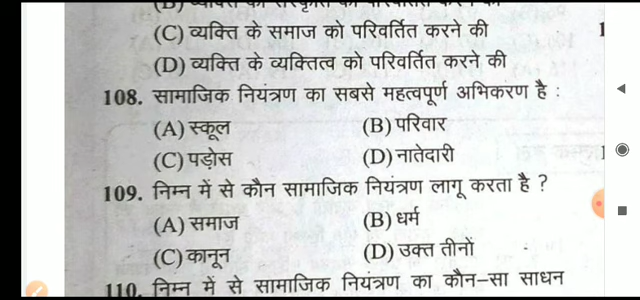 (C) व्यक्ति के समाज को परिवर्तित करने की
(D) व्यक्ति के व्यक्तित्व को परिवर्तित करने की
108. सामाजिक नियंत्रण का सबसे महत्वपूर्ण अभिकरण है :
(A) स्कूल (B) परिवार
(C) पड़ोस (D) नातेदारी
109. निम्न में से कौन सामाजिक नियंत्रण लागू करता है ?
(A) समाज (B) धर्म
(C) कानून (D) उक्त तीनों
110. निम्न में से सामाजिक नियंत्रण का कौन-सा साधन